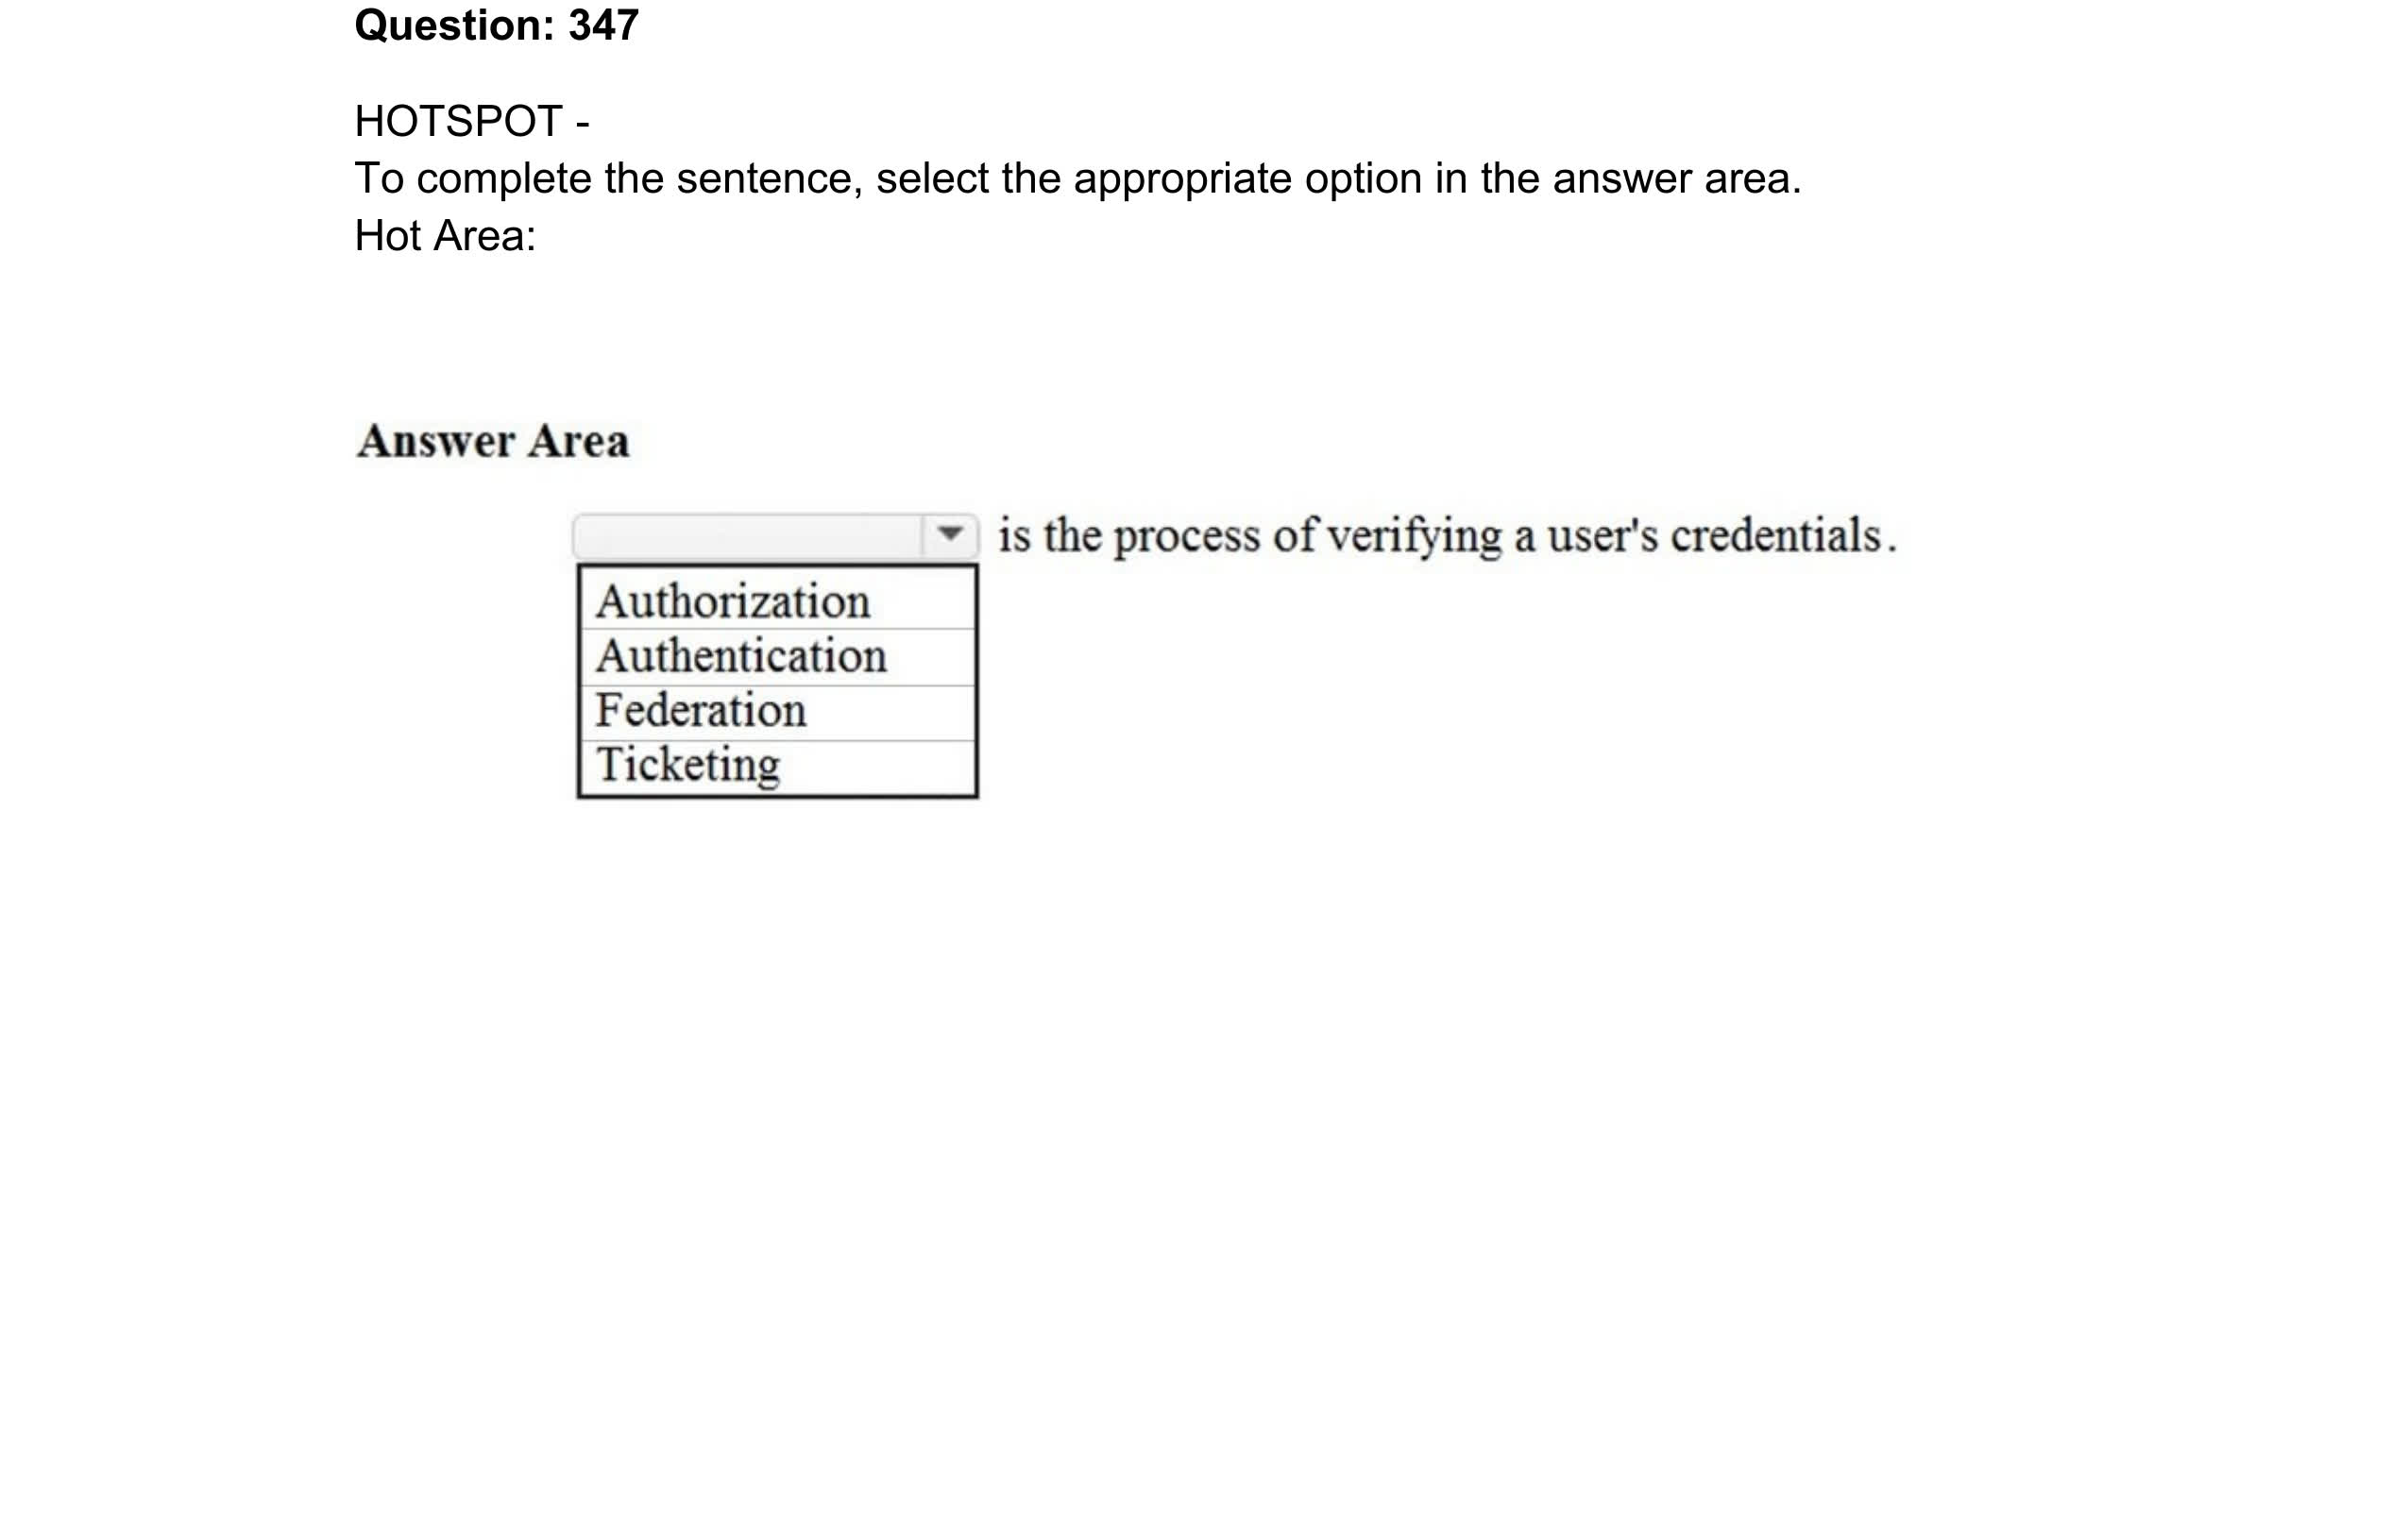 Question: 347
HOTSPOT -
To complete the sentence, select the appropriate option in the answer area.
Hot Area:
Answer Area
is the process of verifying a user's credentials.
Authorization
Authentication
Federation
Ticketing